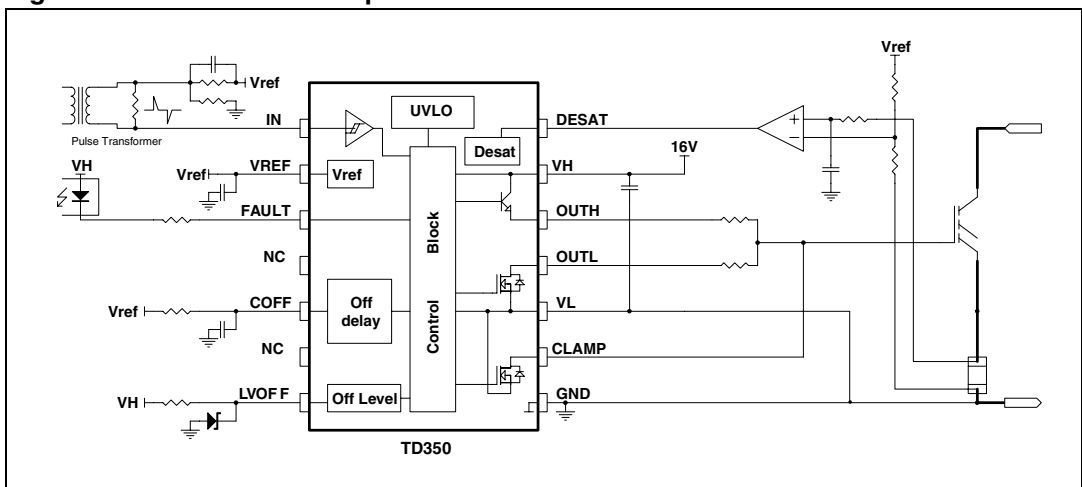 Vref
Pulse Transformer
IN
VH
Vref
VREF
FAULT
NC
Vref
COFF
NC
VH
LVOFF
UVLO
Desat
Vref
Control Block
Off delay
Off Level
TD350
DESAT
VH
16V
OUTH
OUTL
VL
CLAMP
GND
Vref
+
−